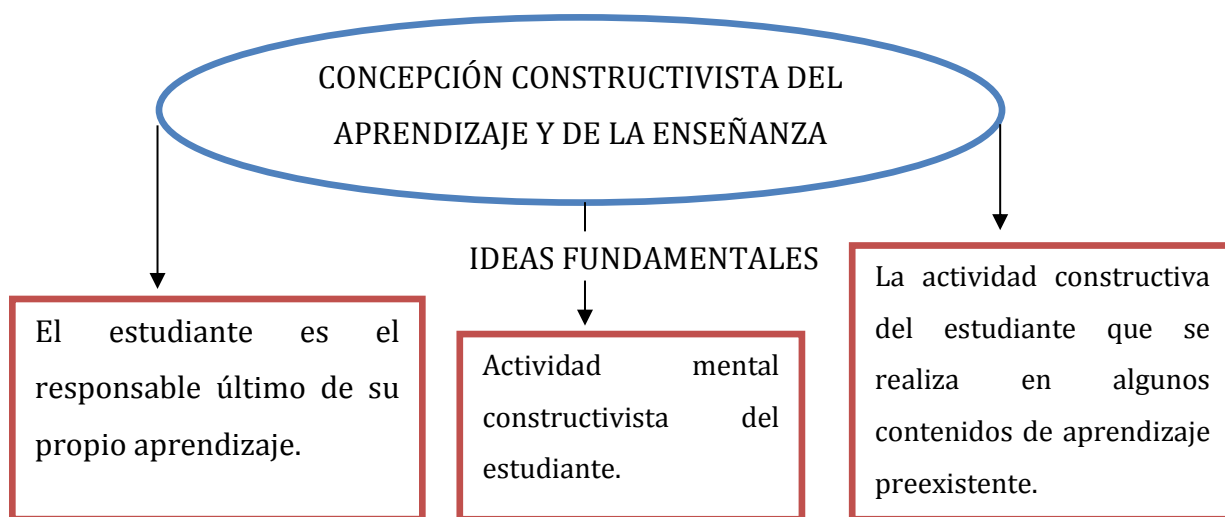 CONCEPCIÓN CONSTRUCTIVISTA DEL
APRENDIZAJE Y DE LA ENSEÑANZA
IDEAS FUNDAMENTALES
El estudiante es el
responsable último de su
propio aprendizaje.
Actividad mental
constructivista del
estudiante.
La actividad constructiva
del estudiante que se
realiza en algunos
contenidos de aprendizaje
preexistente.